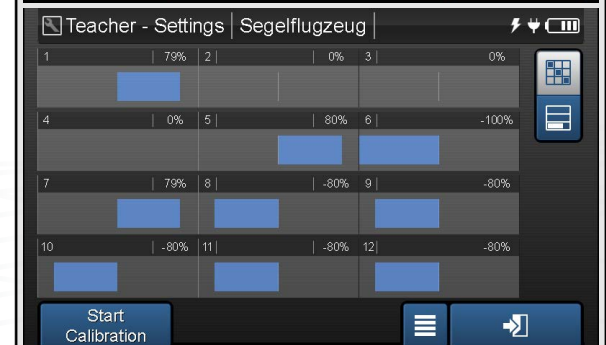 Teacher - Settings | Segelflugzeug |
1 | 79% 2 | | 0% 3 | 0%
4 | 0% 5 | | 80% 6 | -100%
7 | 79% 8 | | -80% 9 | -80%
10 | -80% 11 | | -80% 12 | -80%
Start
Calibration